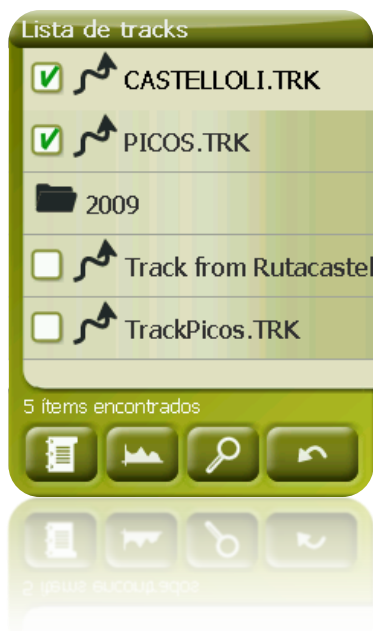 Lista de tracks
CASTELLOLI.TRK
PICOS.TRK
2009
Track from Rutacastel
TrackPicos.TRK
5 ítems encontrados